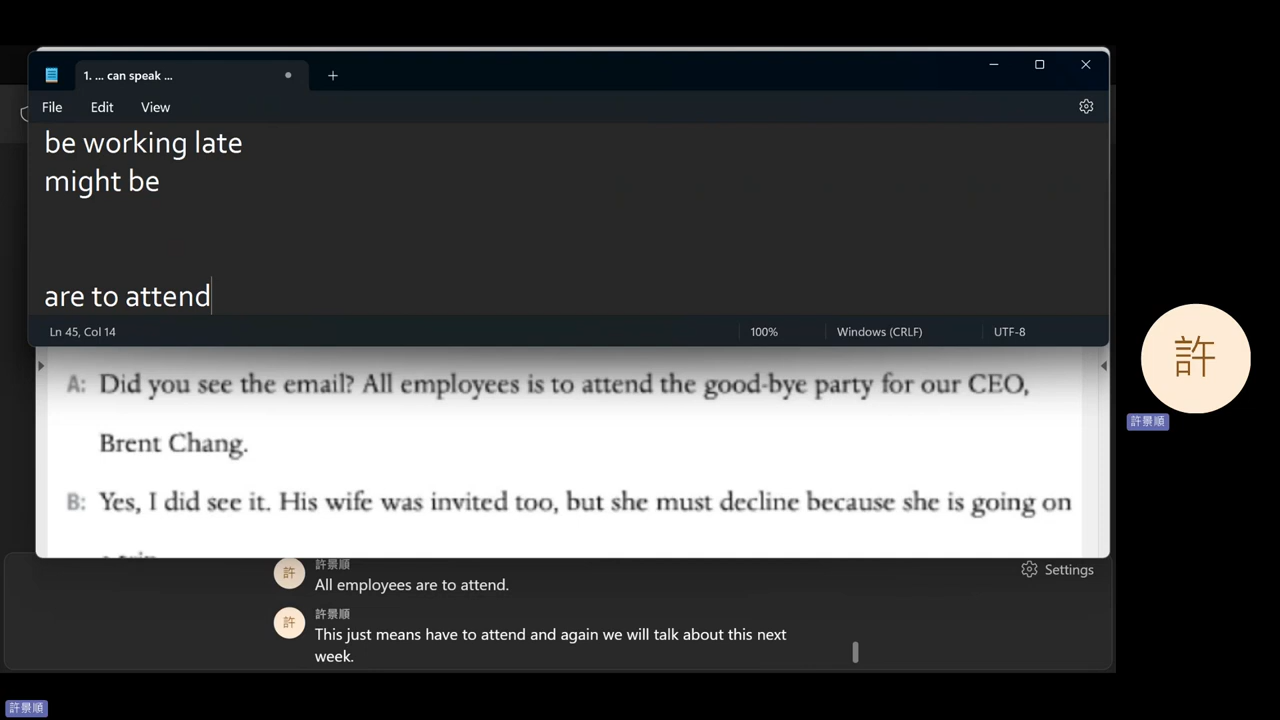 1. ... can speak ...
File Edit View
be working late
might be
are to attend
Ln 45, Col 14 100% Windows (CRLF) UTF-8
A: Did you see the email? All employees is to attend the good-bye party for our CEO,
Brent Chang.
B: Yes, I did see it. His wife was invited too, but she must decline because she is going on
許
許景順
許景順
Settings
許
All employees are to attend.
許景順
許
This just means have to attend and again we will talk about this next
week.
許景順